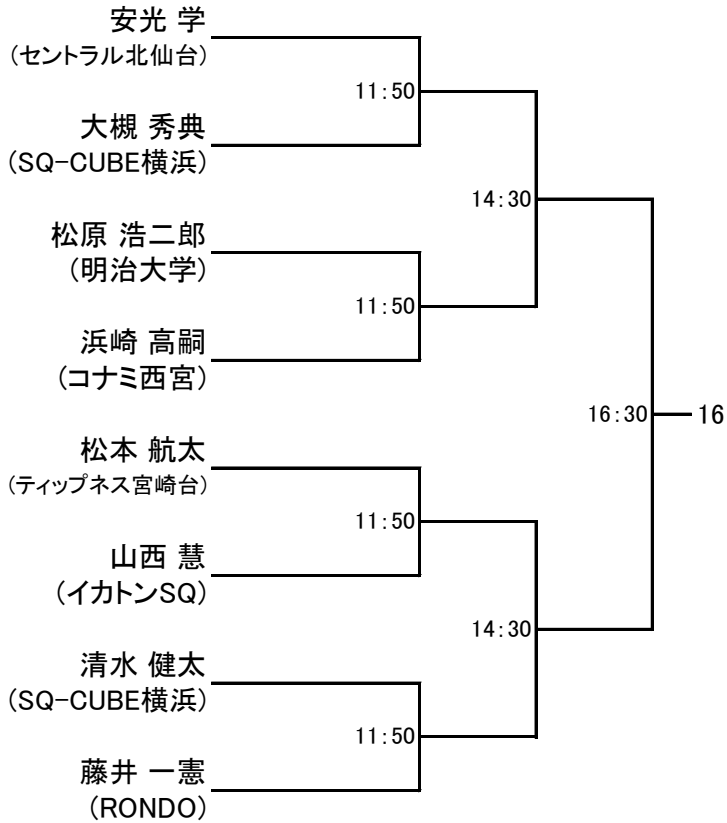 安光 学
(セントラル北仙台)
11:50
大槻 秀典
(SQ-CUBE横浜)
14:30
松原 浩二郎
(明治大学)
11:50
浜崎 高嗣
(コナミ西宮)
16:30
16
松本 航太
(ティップネス宮崎台)
11:50
山西 慧
(イカトンSQ)
14:30
清水 健太
(SQ-CUBE横浜)
11:50
藤井 一憲
(RONDO)